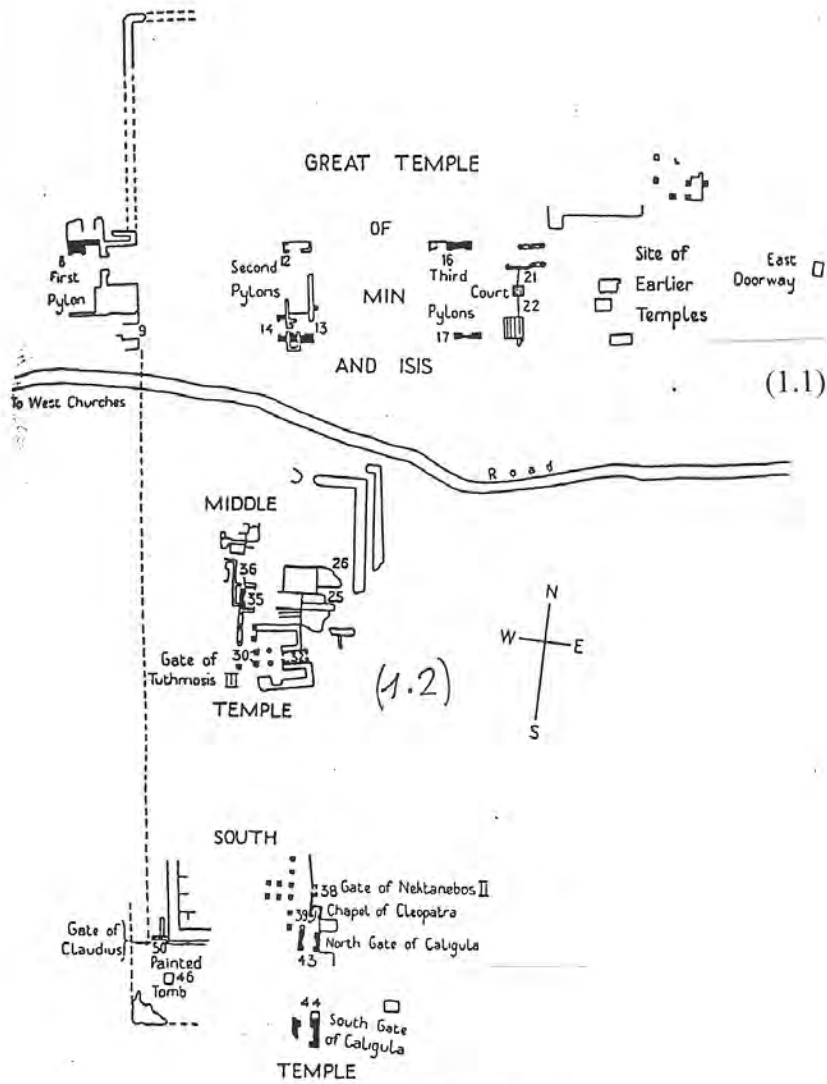 GREAT TEMPLE
OF
MIN
AND ISIS
8
First
Pylon
9
Second
Pylons
12
14
13
16
Third
Pylons
17
21
Court
22
Site of
Earlier
Temples
East
Doorway
(1.1)
To West Churches
Road
MIDDLE
36
35
26
25
30
32
Gate of
Tuthmosis III
TEMPLE
(1.2)
N
W
E
S
SOUTH
38 Gate of Nektanebos II
39 Chapel of Cleopatra
North Gate of Caligula
43
Gate of
Claudius
50
Painted
46
Tomb
44
South Gate
of Caligula
TEMPLE